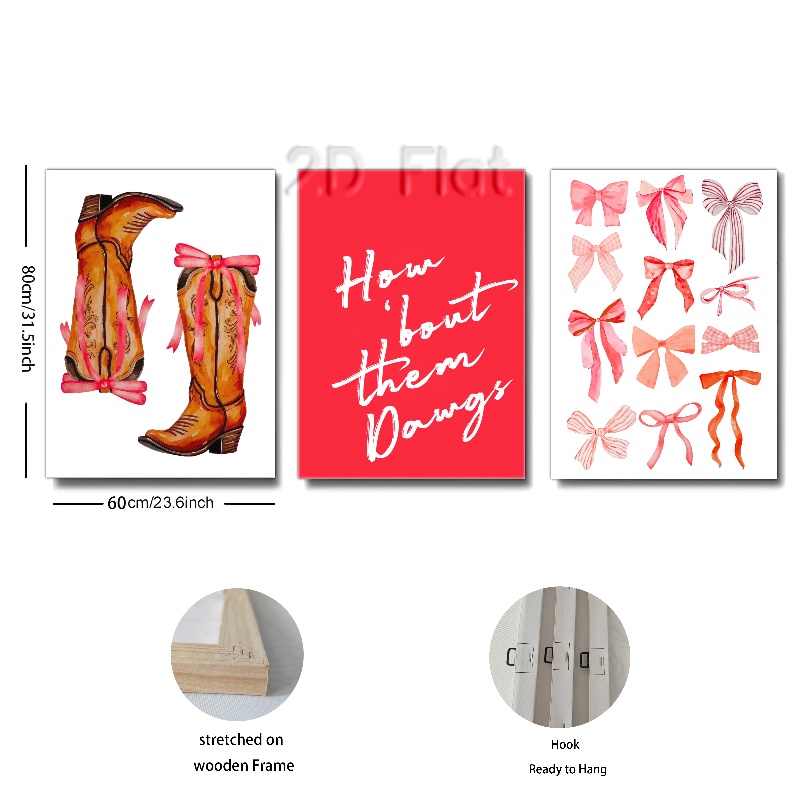 2D Flat
80cm/31.5inch
How
'bout
them
Dawgs
60cm/23.6inch
stretched on
wooden Frame
Hook
Ready to Hang